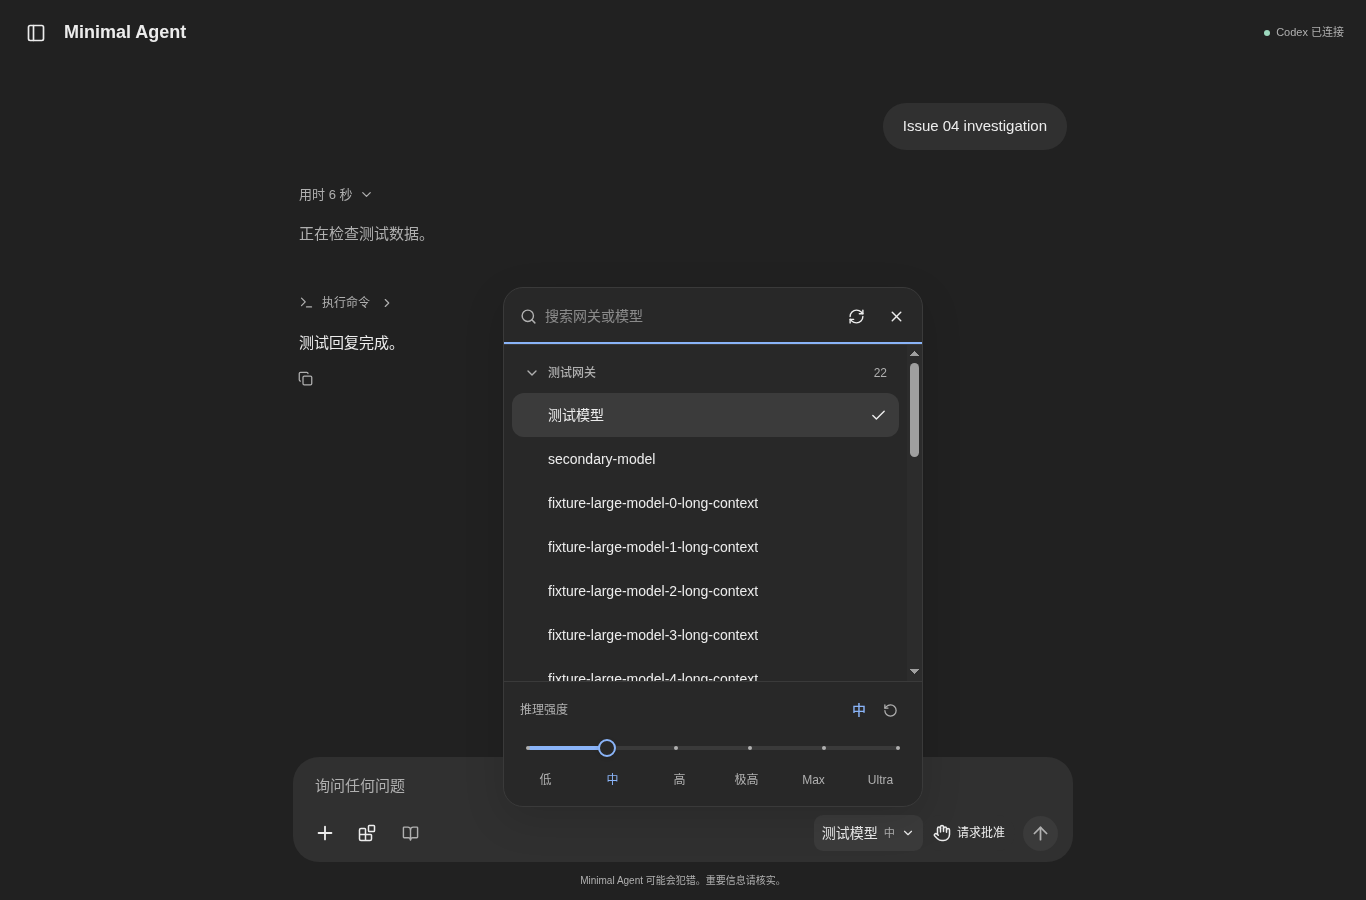 Minimal Agent
Codex 已连接
Issue 04 investigation
用时 6 秒
正在检查测试数据。
执行命令
测试回复完成。
搜索网关或模型
测试网关 22
测试模型
secondary-model
fixture-large-model-0-long-context
fixture-large-model-1-long-context
fixture-large-model-2-long-context
fixture-large-model-3-long-context
fixture-large-model-4-long-context
推理强度 中
低 中 高 极高 Max Ultra
询问任何问题
测试模型 中 请求批准
Minimal Agent 可能会犯错。重要信息请核实。